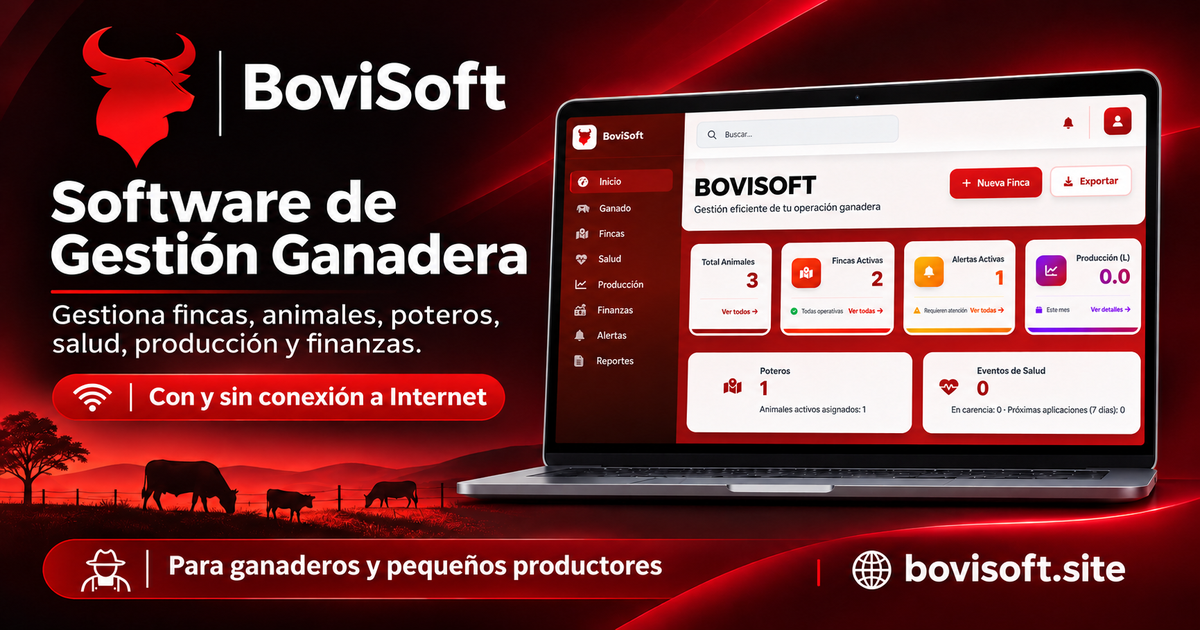 BoviSoft
Software de
Gestión Ganadera
Gestiona fincas, animales, poteros,
salud, producción y finanzas.
Con y sin conexión a Internet
BoviSoft
Inicio
Ganado
Fincas
Salud
Producción
Finanzas
Alertas
Reportes
Buscar...
BOVISOFT
Gestión eficiente de tu operación ganadera
+ Nueva Finca
Exportar
Total Animales
3
Ver todos →
Fincas Activas
2
Todas operativas Ver todas →
Alertas Activas
1
Requieren atención Ver todas →
Producción (L)
0.0
Este mes Ver detalles →
Poteros
1
Animales activos asignados: 1
Eventos de Salud
0
En carencia: 0 · Próximas aplicaciones (7 días): 0
Para ganaderos y pequeños productores
bovisoft.site